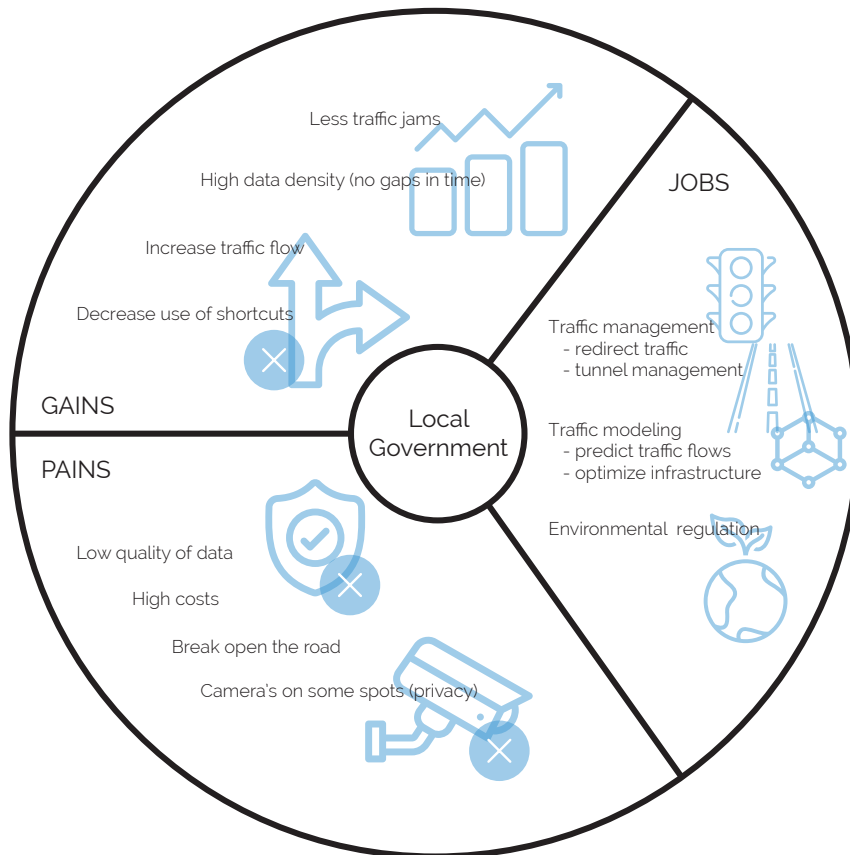 Less traffic jams
High data density (no gaps in time)
Increase traffic flow
Decrease use of shortcuts
GAINS
JOBS
Traffic management
- redirect traffic
- tunnel management
Traffic modeling
- predict traffic flows
- optimize infrastructure
Environmental regulation
Local
Government
PAINS
Low quality of data
High costs
Break open the road
Camera's on some spots (privacy)